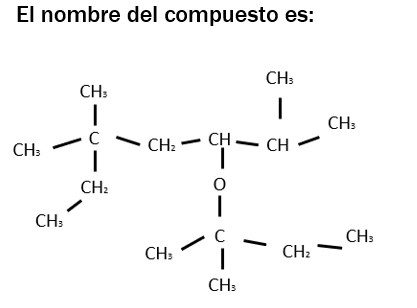 El nombre del compuesto es:
CH₃
CH₃
CH₃
CH₃ C CH₂ CH CH
CH₂ O
CH₃
C CH₃
CH₃ CH₂
CH₃